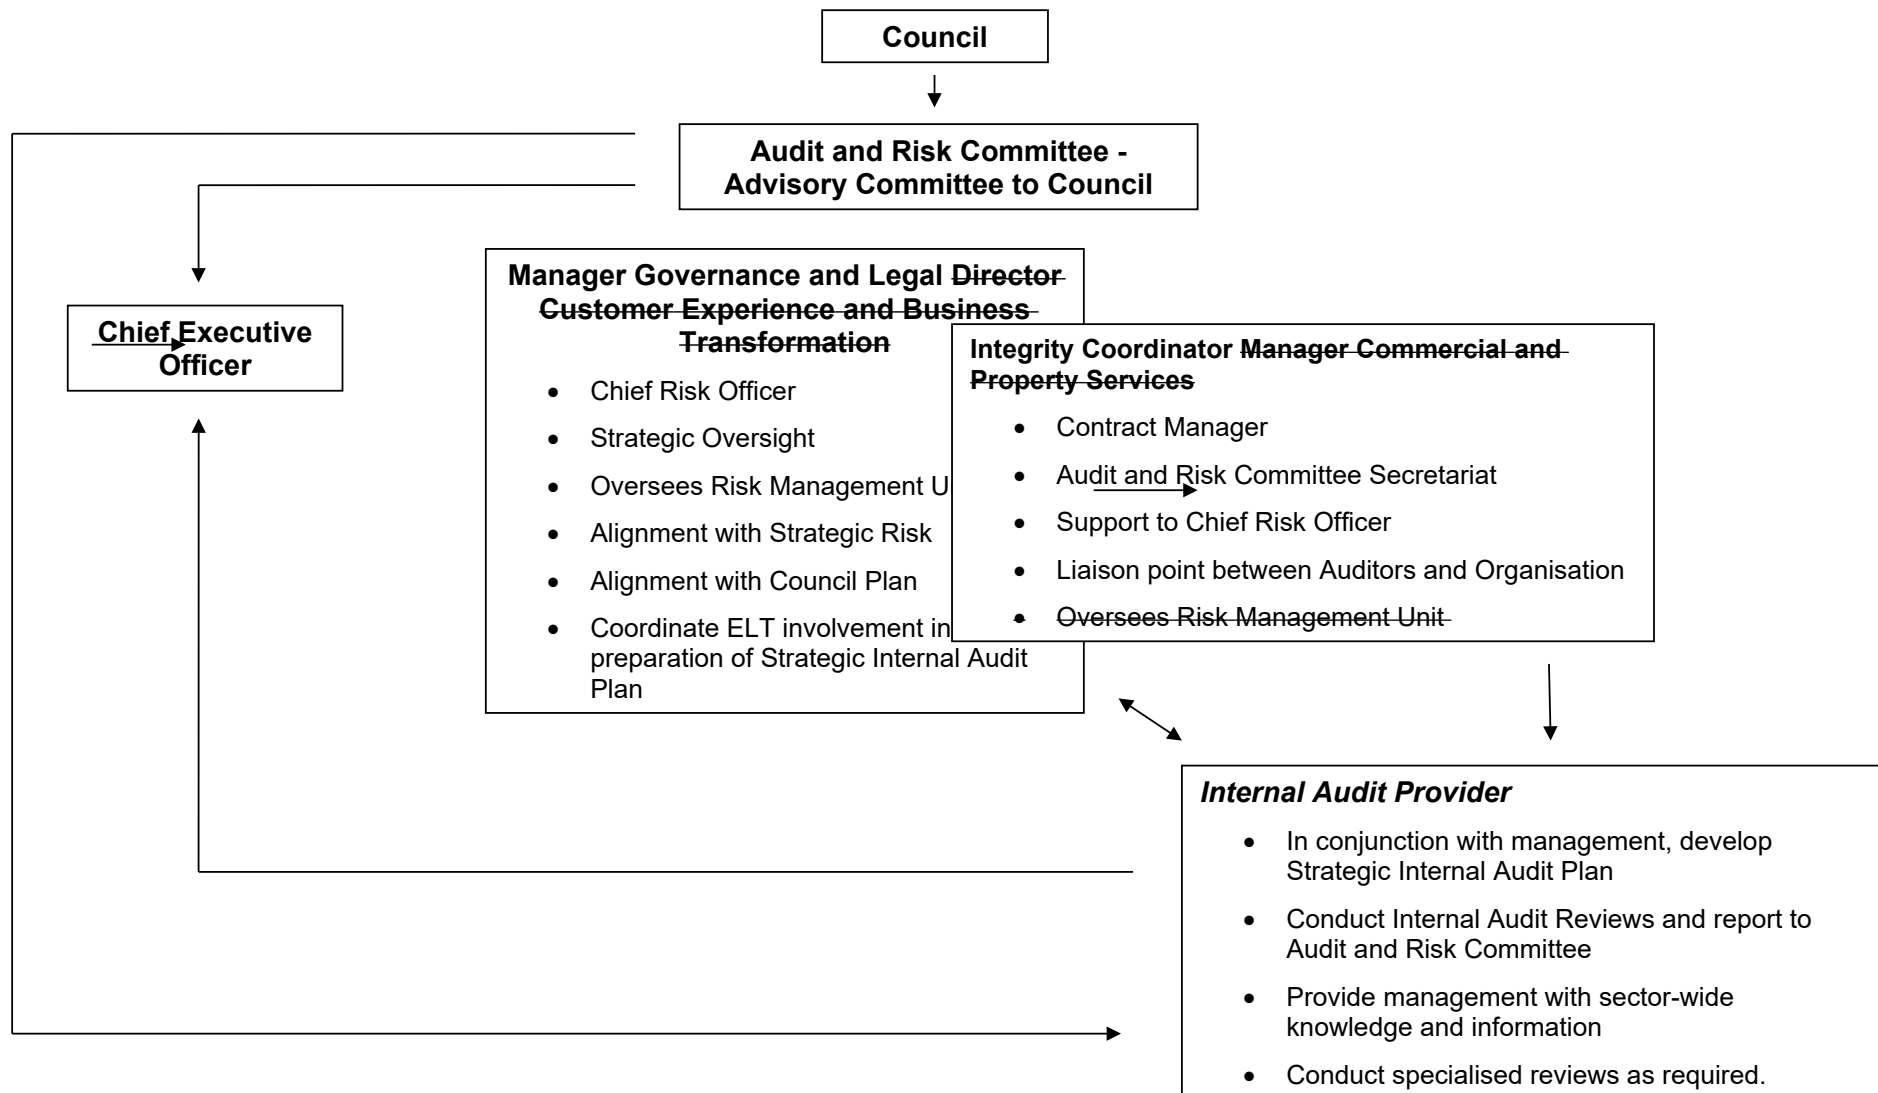 Council
Audit and Risk Committee -
Advisory Committee to Council
Chief Executive
Officer
Manager Governance and Legal Director
Customer Experience and Business
Transformation
• Chief Risk Officer
• Strategic Oversight
• Oversees Risk Management U
• Alignment with Strategic Risk
• Alignment with Council Plan
• Coordinate ELT involvement in
preparation of Strategic Internal Audit
Plan
Integrity Coordinator Manager Commercial and
Property Services
• Contract Manager
• Audit and Risk Committee Secretariat
• Support to Chief Risk Officer
• Liaison point between Auditors and Organisation
• Oversees Risk Management Unit
Internal Audit Provider
• In conjunction with management, develop
Strategic Internal Audit Plan
• Conduct Internal Audit Reviews and report to
Audit and Risk Committee
• Provide management with sector-wide
knowledge and information
• Conduct specialised reviews as required.